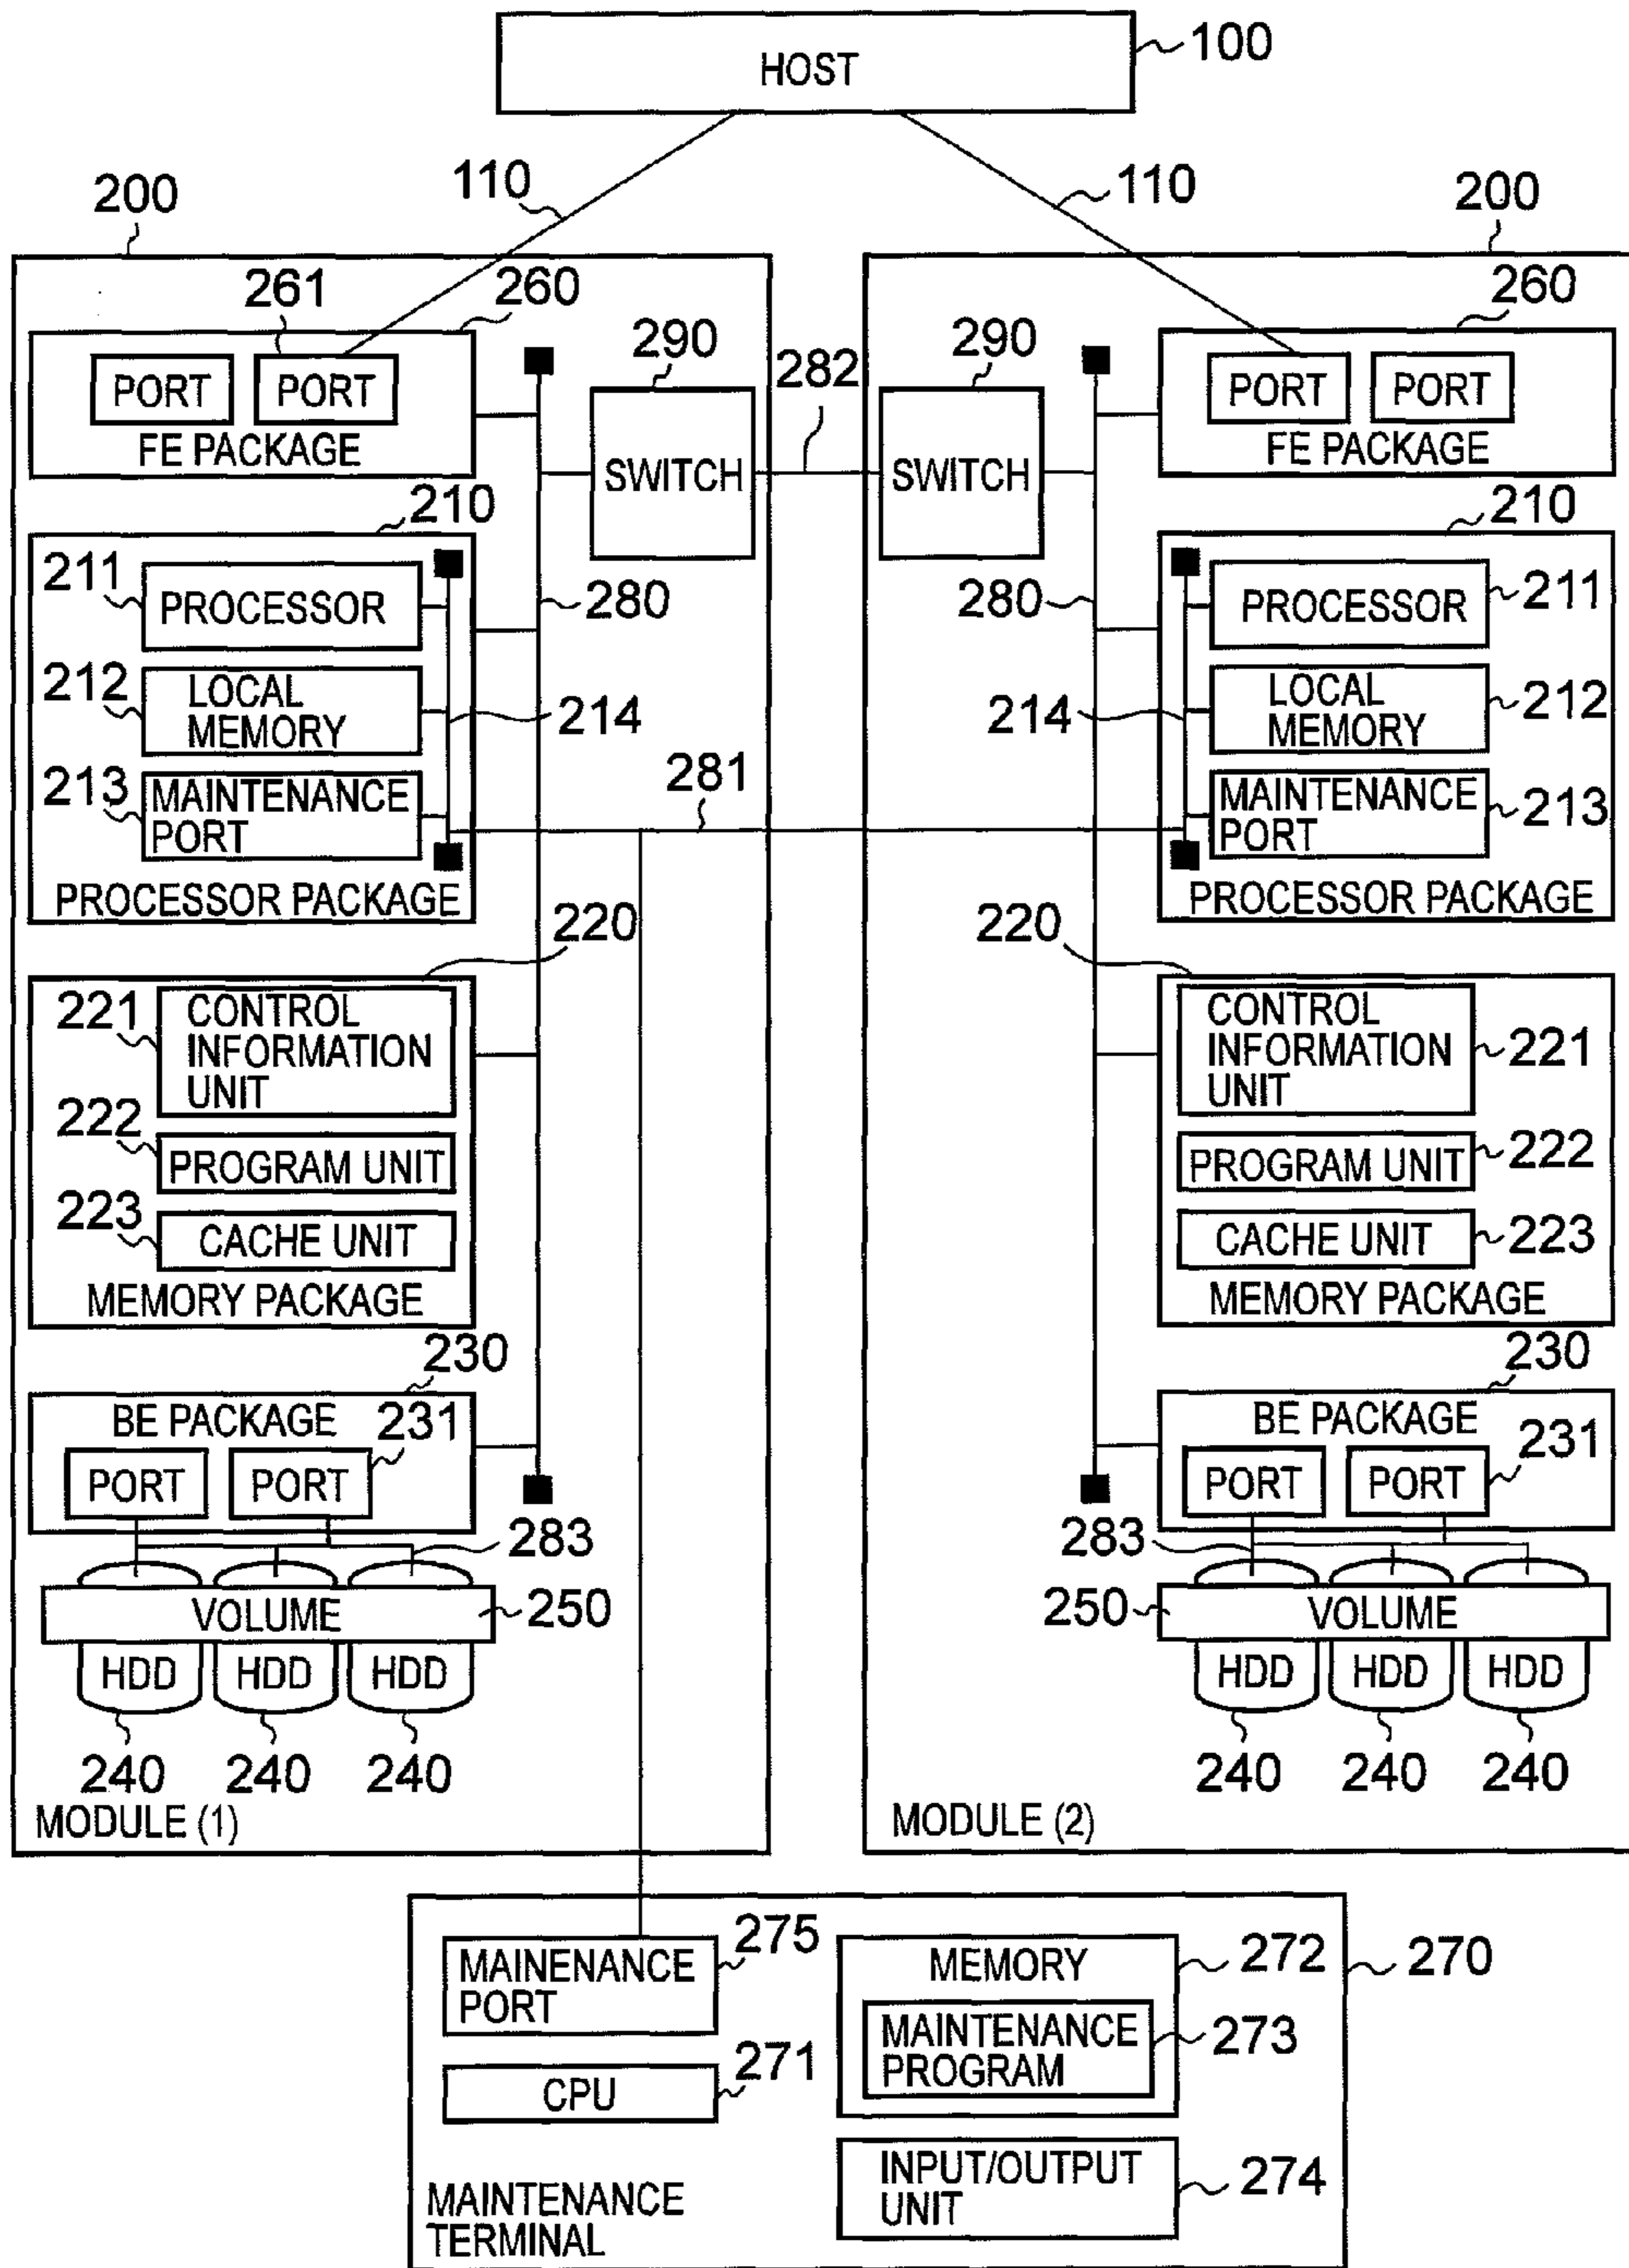 HOST
100
110
110
200
200
261
260
260
290
290
282
PORT
PORT
FE PACKAGE
SWITCH
SWITCH
PORT
PORT
FE PACKAGE
210
210
211
PROCESSOR
280
280
PROCESSOR
211
212
LOCAL
MEMORY
214
214
LOCAL
MEMORY
212
213
MAINTENANCE
PORT
281
MAINTENANCE
PORT
213
PROCESSOR PACKAGE
PROCESSOR PACKAGE
220
220
221
CONTROL
INFORMATION
UNIT
CONTROL
INFORMATION
UNIT
221
222
PROGRAM UNIT
PROGRAM UNIT
222
223
CACHE UNIT
CACHE UNIT
223
MEMORY PACKAGE
MEMORY PACKAGE
230
230
BE PACKAGE
231
BE PACKAGE
231
PORT
PORT
PORT
PORT
283
283
VOLUME
250
250
VOLUME
HDD
HDD
HDD
HDD
HDD
HDD
240
240
240
240
240
240
MODULE (1)
MODULE (2)
275
MAINENANCE
PORT
MEMORY
272
270
271
CPU
MAINTENANCE
PROGRAM
273
INPUT/OUTPUT
UNIT
274
MAINTENANCE
TERMINAL